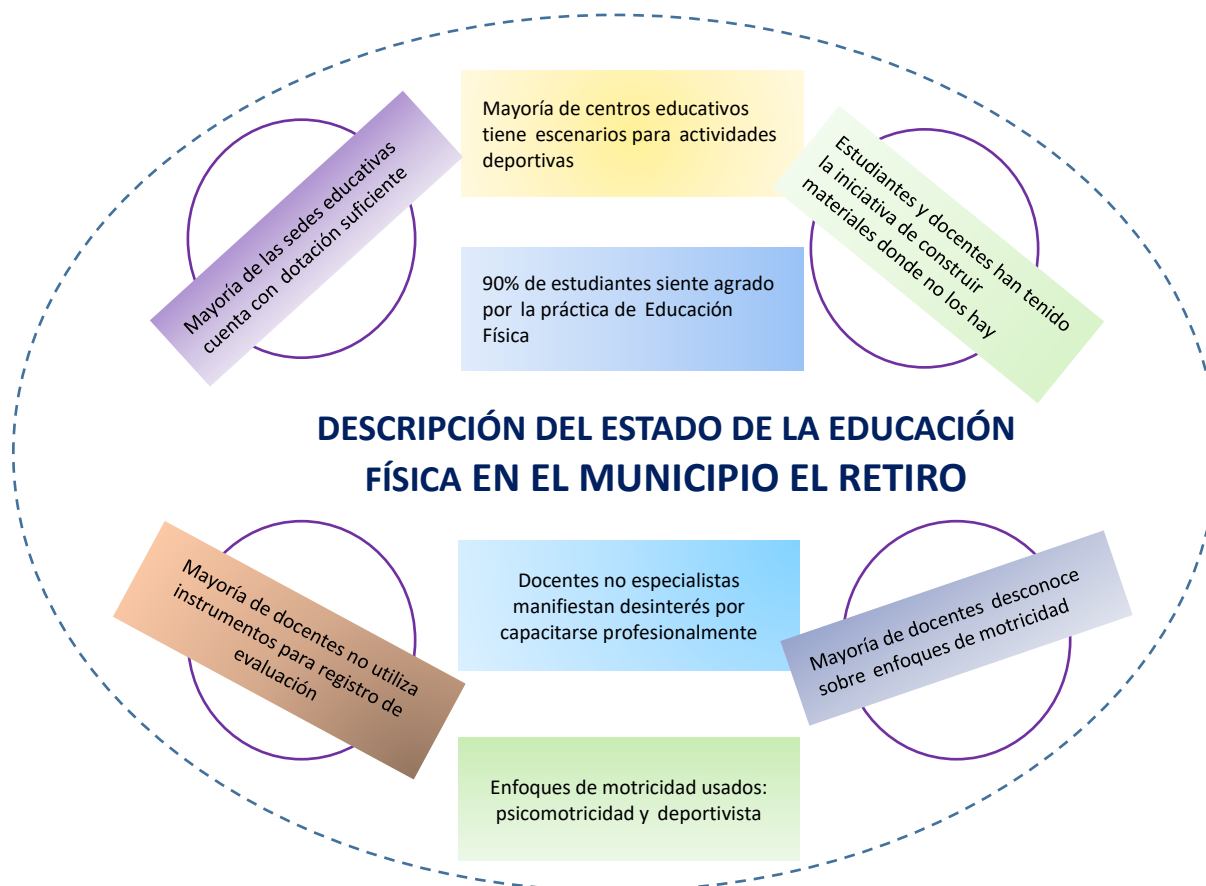 Mayoría de centros educativos
tiene escenarios para actividades
deportivas
Mayoría de las sedes educativas
cuenta con dotación suficiente
Estudiantes y docentes han tenido
la iniciativa de construir
materiales donde no los hay
90% de estudiantes siente agrado
por la práctica de Educación
Física
DESCRIPCIÓN DEL ESTADO DE LA EDUCACIÓN
FÍSICA EN EL MUNICIPIO EL RETIRO
Mayoría de docentes no utiliza
instrumentos para registro de
evaluación
Docentes no especialistas
manifiestan desinterés por
capacitarse profesionalmente
Mayoría de docentes desconoce
sobre enfoques de motricidad
Enfoques de motricidad usados:
psicomotricidad y deportivista